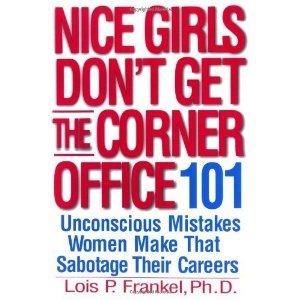 NICE GIRLS
DON'T GET
THE CORNER
OFFICE 101
Unconscious Mistakes
Women Make That
Sabotage Their Careers
Lois P. Frankel, Ph.D.